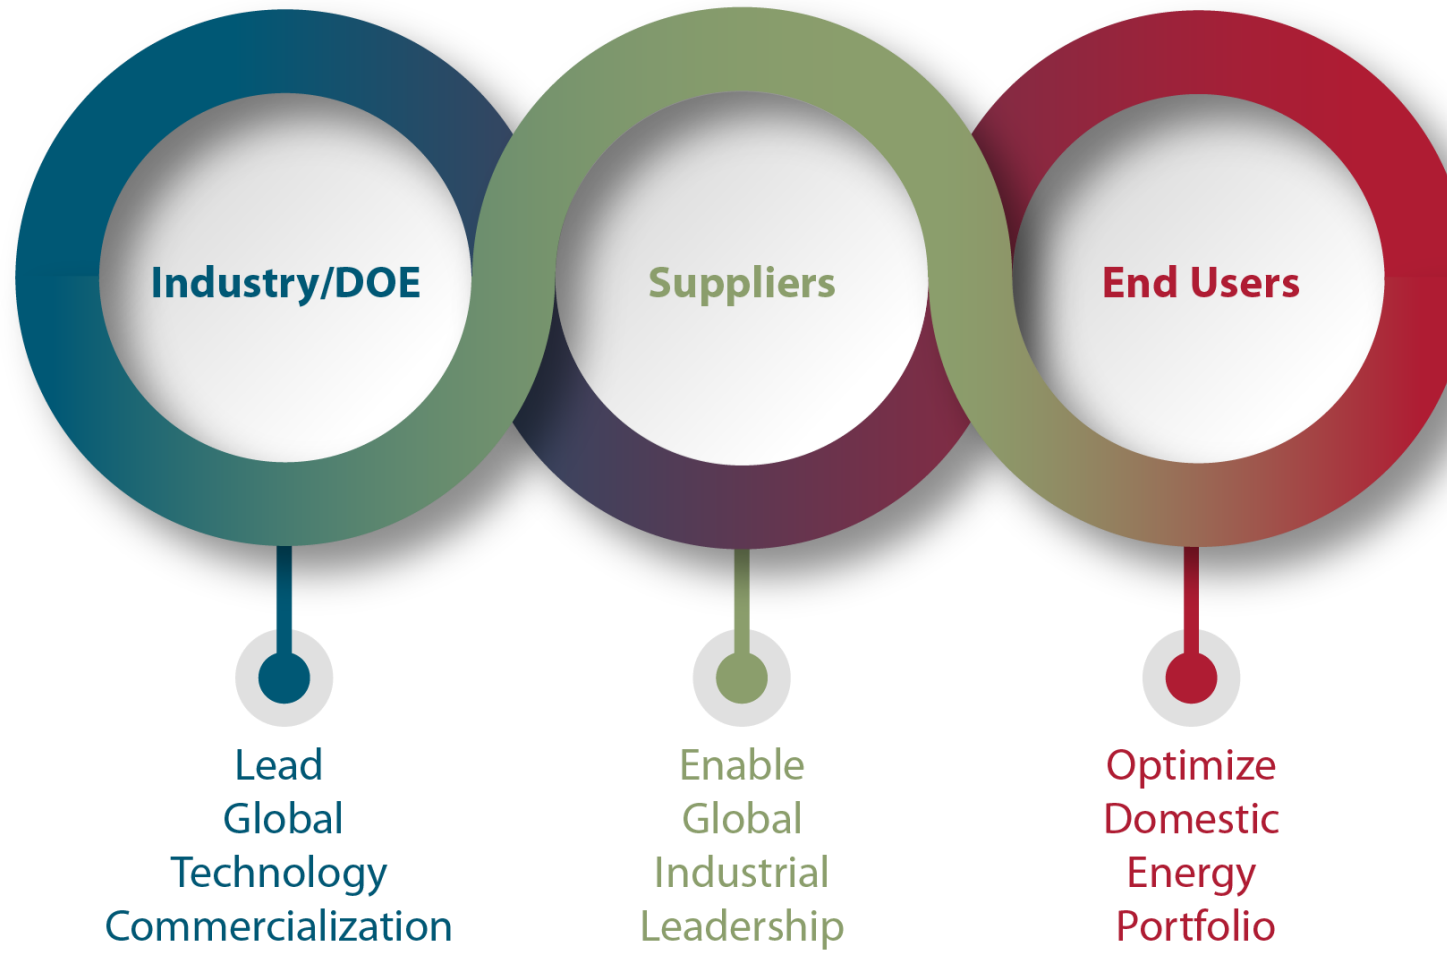 Industry/DOE
Suppliers
End Users
Lead
Global
Technology
Commercialization
Enable
Global
Industrial
Leadership
Optimize
Domestic
Energy
Portfolio